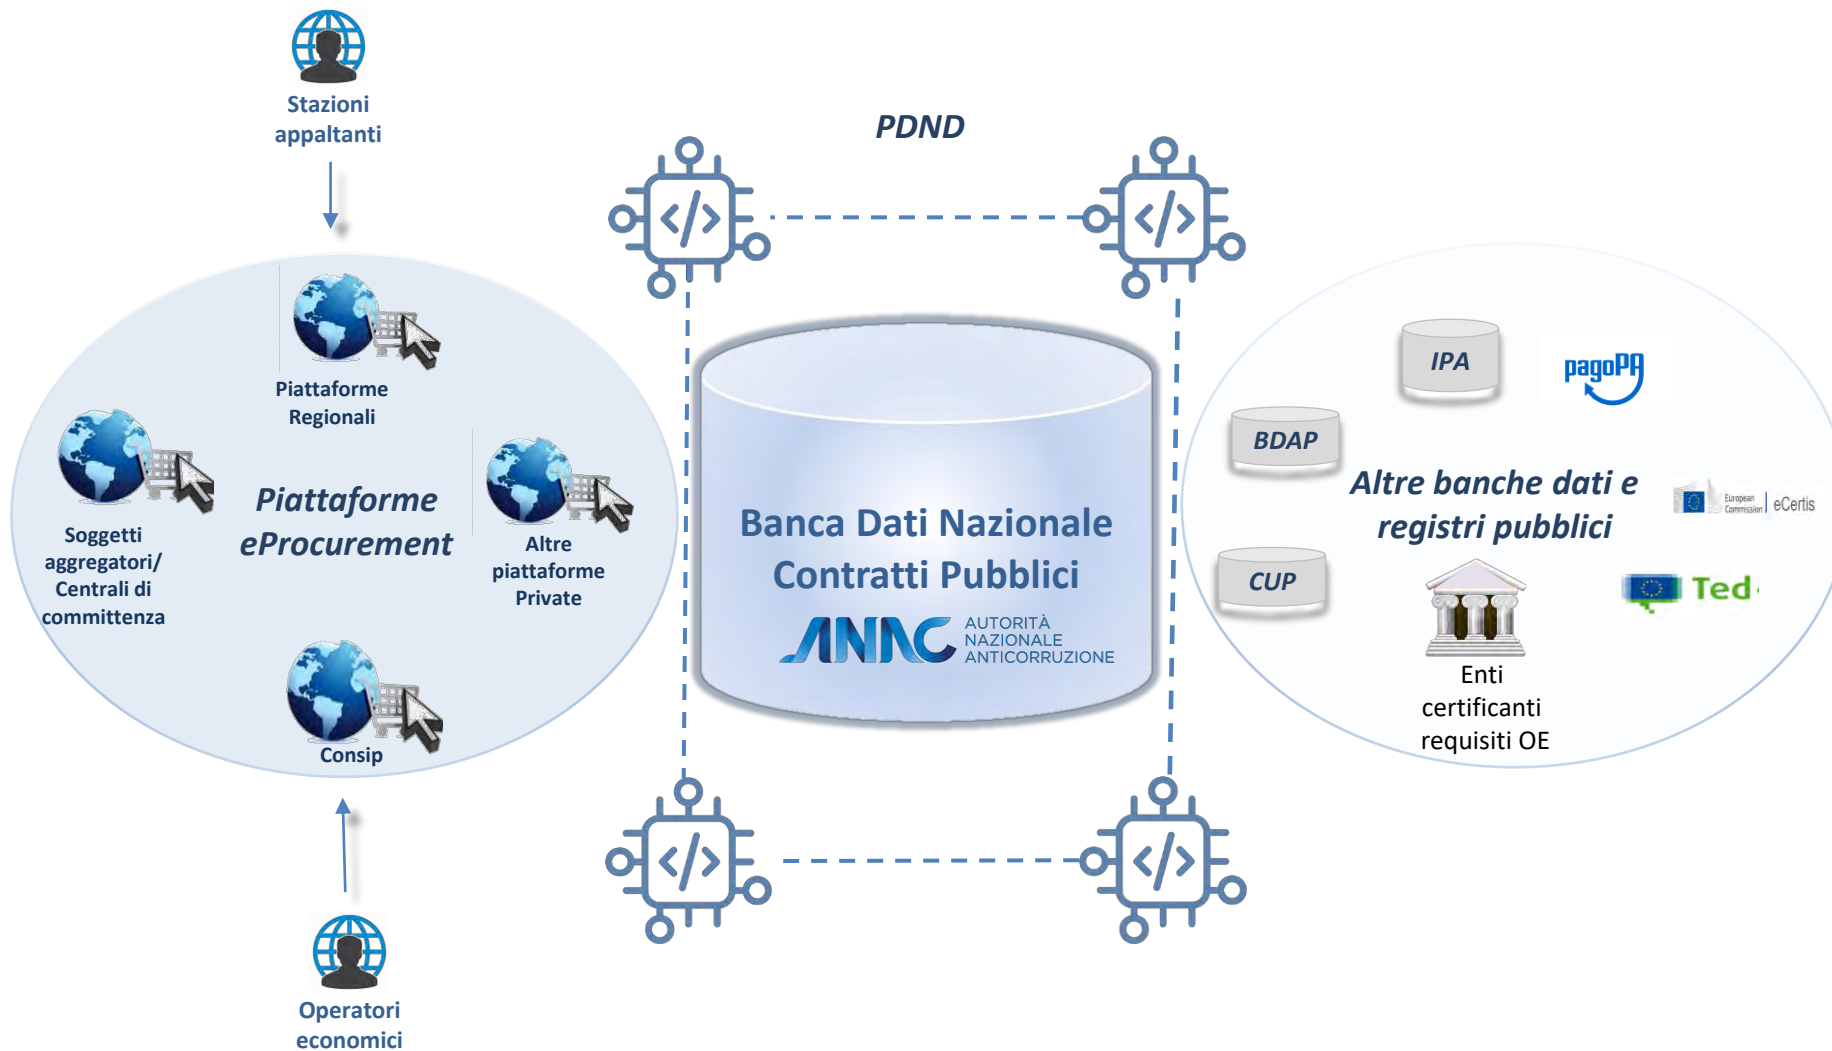 Stazioni
appaltanti
PDND
</>
</>
Piattaforme
Regionali
Soggetti
aggregatori/
Centrali di
committenza
Piattaforme
eProcurement
Altre
piattaforme
Private
Consip
Banca Dati Nazionale
Contratti Pubblici
ANAC
AUTORITÀ
NAZIONALE
ANTICORRUZIONE
IPA
pagoPA
BDAP
Altre banche dati e
registri pubblici
European
Commission
eCertis
CUP
Ted
Enti
certificanti
requisiti OE
</>
</>
Operatori
economici